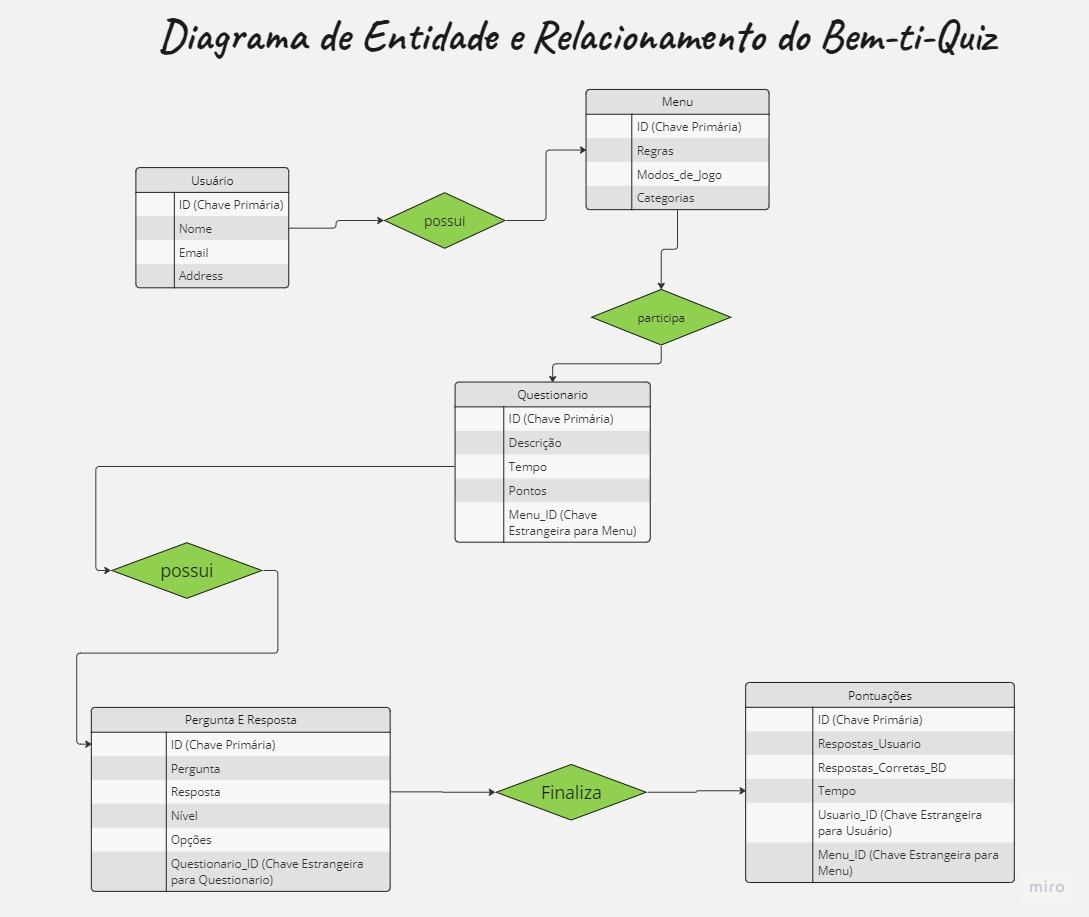 Diagrama de Entidade e Relacionamento do Bem-ti-Quiz
Menu
ID (Chave Primária)
Regras
Modos_de_Jogo
Categorias
Usuário
ID (Chave Primária)
Nome
Email
Address
possui
participa
Questionario
ID (Chave Primária)
Descrição
Tempo
Pontos
Menu_ID (Chave
Estrangeira para Menu)
possui
Pergunta E Resposta
ID (Chave Primária)
Pergunta
Resposta
Nível
Opções
Questionario_ID (Chave Estrangeira
para Questionario)
Finaliza
Pontuações
ID (Chave Primária)
Respostas_Usuario
Respostas_Corretas_BD
Tempo
Usuario_ID (Chave Estrangeira
para Usuário)
Menu_ID (Chave Estrangeira para
Menu)
miro